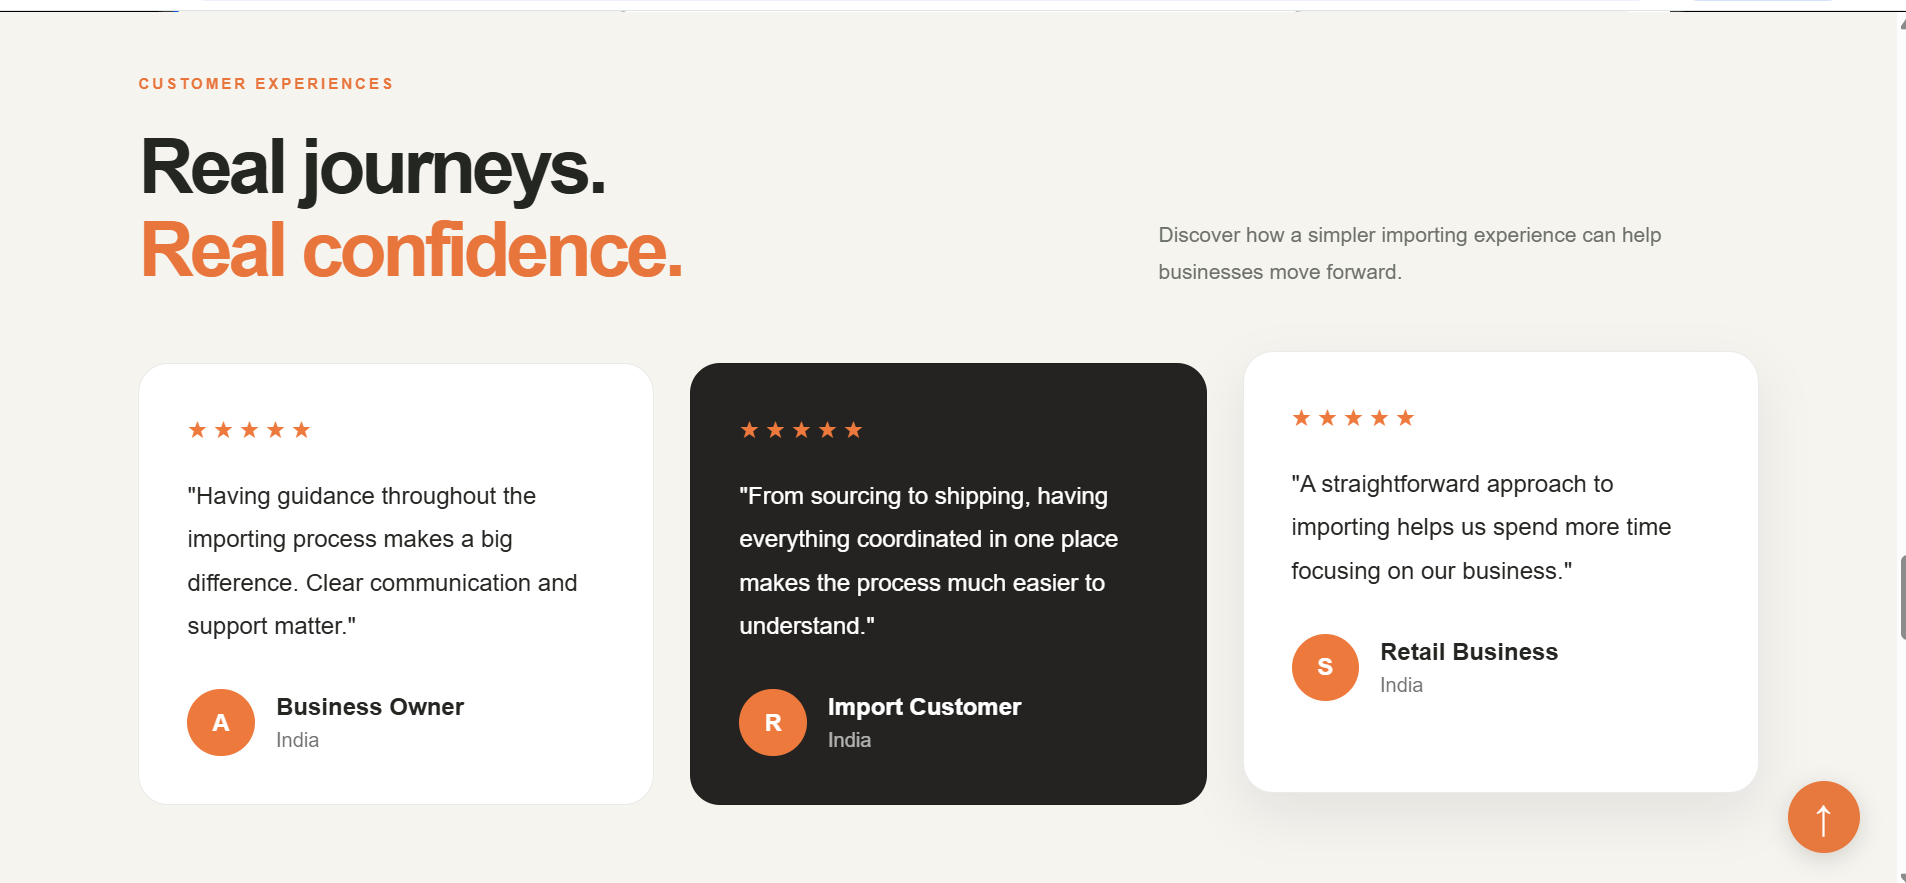 CUSTOMER EXPERIENCES
Real journeys.
Real confidence.
Discover how a simpler importing experience can help
businesses move forward.
★★★★★
"Having guidance throughout the
importing process makes a big
difference. Clear communication and
support matter."
A
Business Owner
India
★★★★★
"From sourcing to shipping, having
everything coordinated in one place
makes the process much easier to
understand."
R
Import Customer
India
★★★★★
"A straightforward approach to
importing helps us spend more time
focusing on our business."
S
Retail Business
India
↑